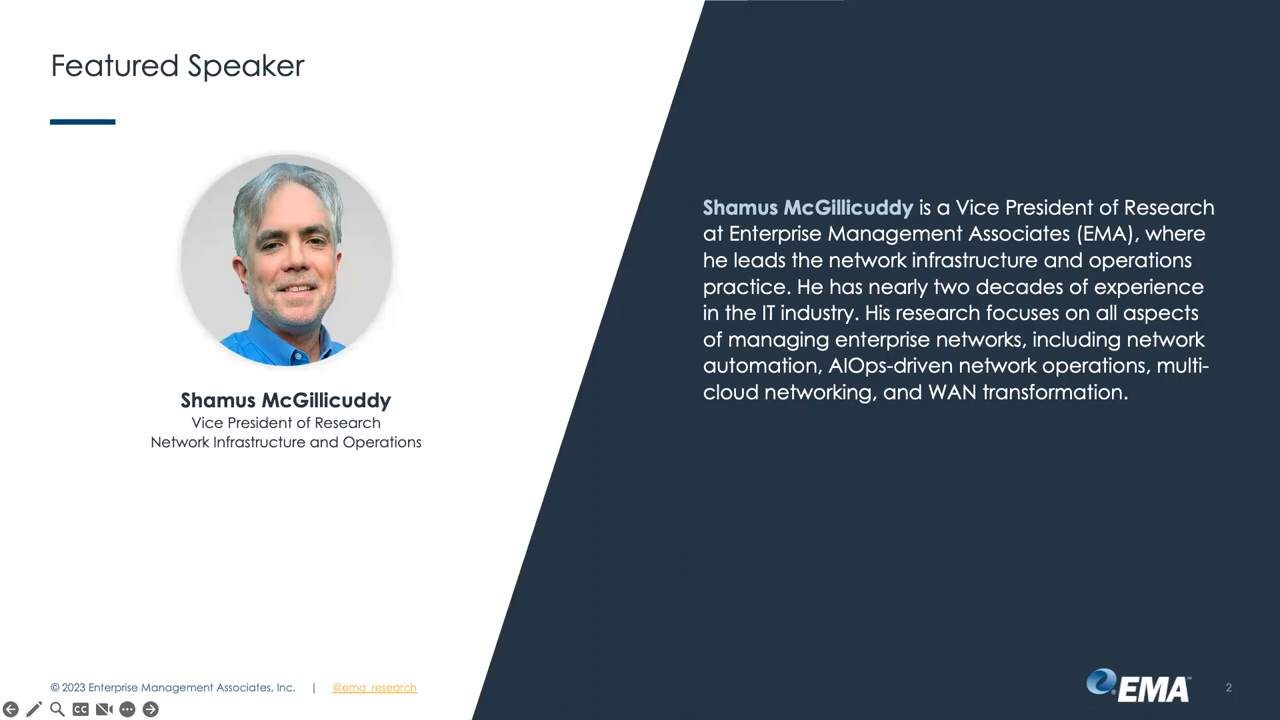 Featured Speaker
Shamus McGillicuddy
Vice President of Research
Network Infrastructure and Operations
Shamus McGillicuddy is a Vice President of Research
at Enterprise Management Associates (EMA), where
he leads the network infrastructure and operations
practice. He has nearly two decades of experience
in the IT industry. His research focuses on all aspects
of managing enterprise networks, including network
automation, AIOps-driven network operations, multi-
cloud networking, and WAN transformation.
© 2023 Enterprise Management Associates, Inc. | @ema_research
CC
EMA™
2